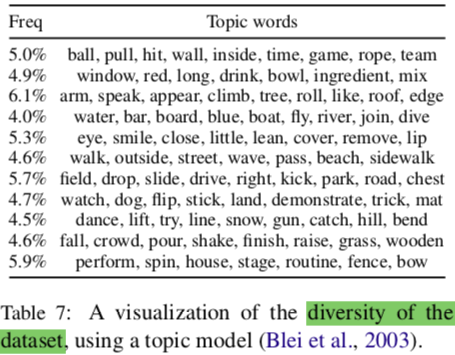 Freq Topic words
5.0% ball, pull, hit, wall, inside, time, game, rope, team
4.9% window, red, long, drink, bowl, ingredient, mix
6.1% arm, speak, appear, climb, tree, roll, like, roof, edge
4.0% water, bar, board, blue, boat, fly, river, join, dive
5.3% eye, smile, close, little, lean, cover, remove, lip
4.6% walk, outside, street, wave, pass, beach, sidewalk
5.7% field, drop, slide, drive, right, kick, park, road, chest
4.7% watch, dog, flip, stick, land, demonstrate, trick, mat
4.5% dance, lift, try, line, snow, gun, catch, hill, bend
4.6% fall, crowd, pour, shake, finish, raise, grass, wooden
5.9% perform, spin, house, stage, routine, fence, bow
Table 7: A visualization of the diversity of the
dataset, using a topic model (Blei et al., 2003).